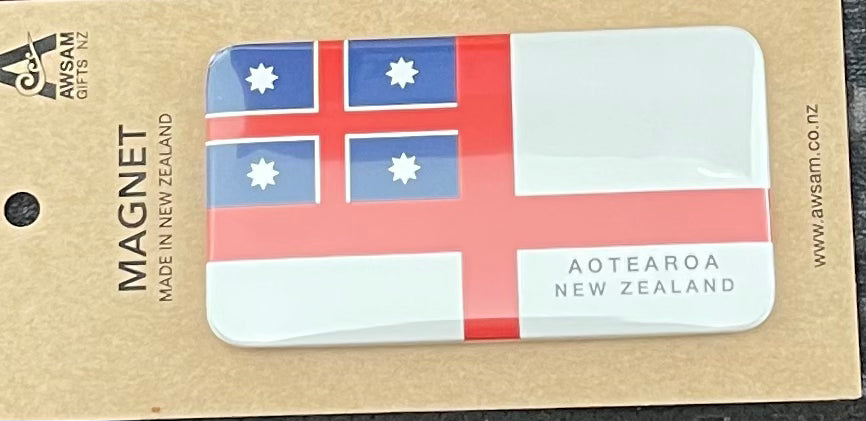 AWSAM
GIFTS NZ
MAGNET
MADE IN NEW ZEALAND
AOTEAROA
NEW ZEALAND
www.awsam.co.nz